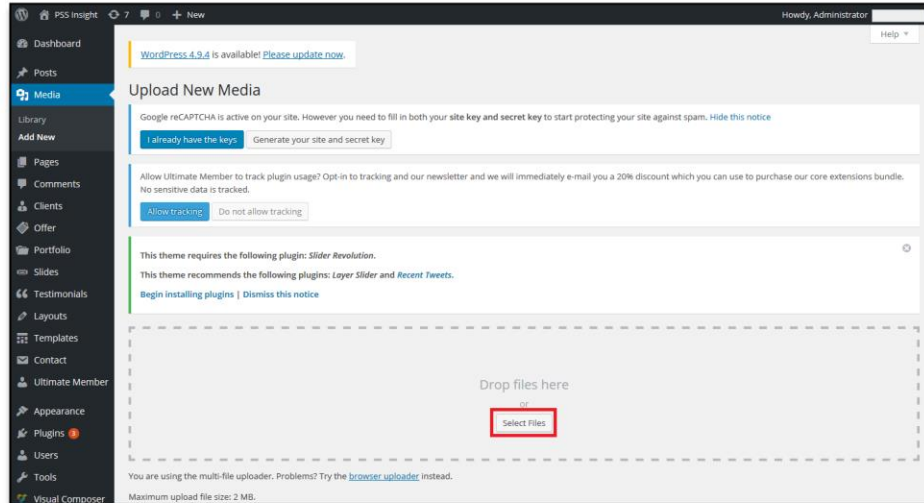 PSS Insight 7 0 + New
Howdy, Administrator
Help
Dashboard
Posts
Media
Library
Add New
Pages
Comments
Clients
Offer
Portfolio
Slides
Testimonials
Layouts
Templates
Contact
Ultimate Member
Appearance
Plugins 3
Users
Tools
Visual Composer
WordPress 4.9.4 is available! Please update now.
Upload New Media
Google reCAPTCHA is active on your site. However you need to fill in both your site key and secret key to start protecting your site against spam. Hide this notice
I already have the keys Generate your site and secret key
Allow Ultimate Member to track plugin usage? Opt-in to tracking and our newsletter and we will immediately e-mail you a 20% discount which you can use to purchase our core extensions bundle.
No sensitive data is tracked.
Allow tracking Do not allow tracking
This theme requires the following plugin: Slider Revolution.
This theme recommends the following plugins: Layer Slider and Recent Tweets.
Begin installing plugins | Dismiss this notice
Drop files here
or
Select Files
You are using the multi-file uploader. Problems? Try the browser uploader instead.
Maximum upload file size: 2 MB.